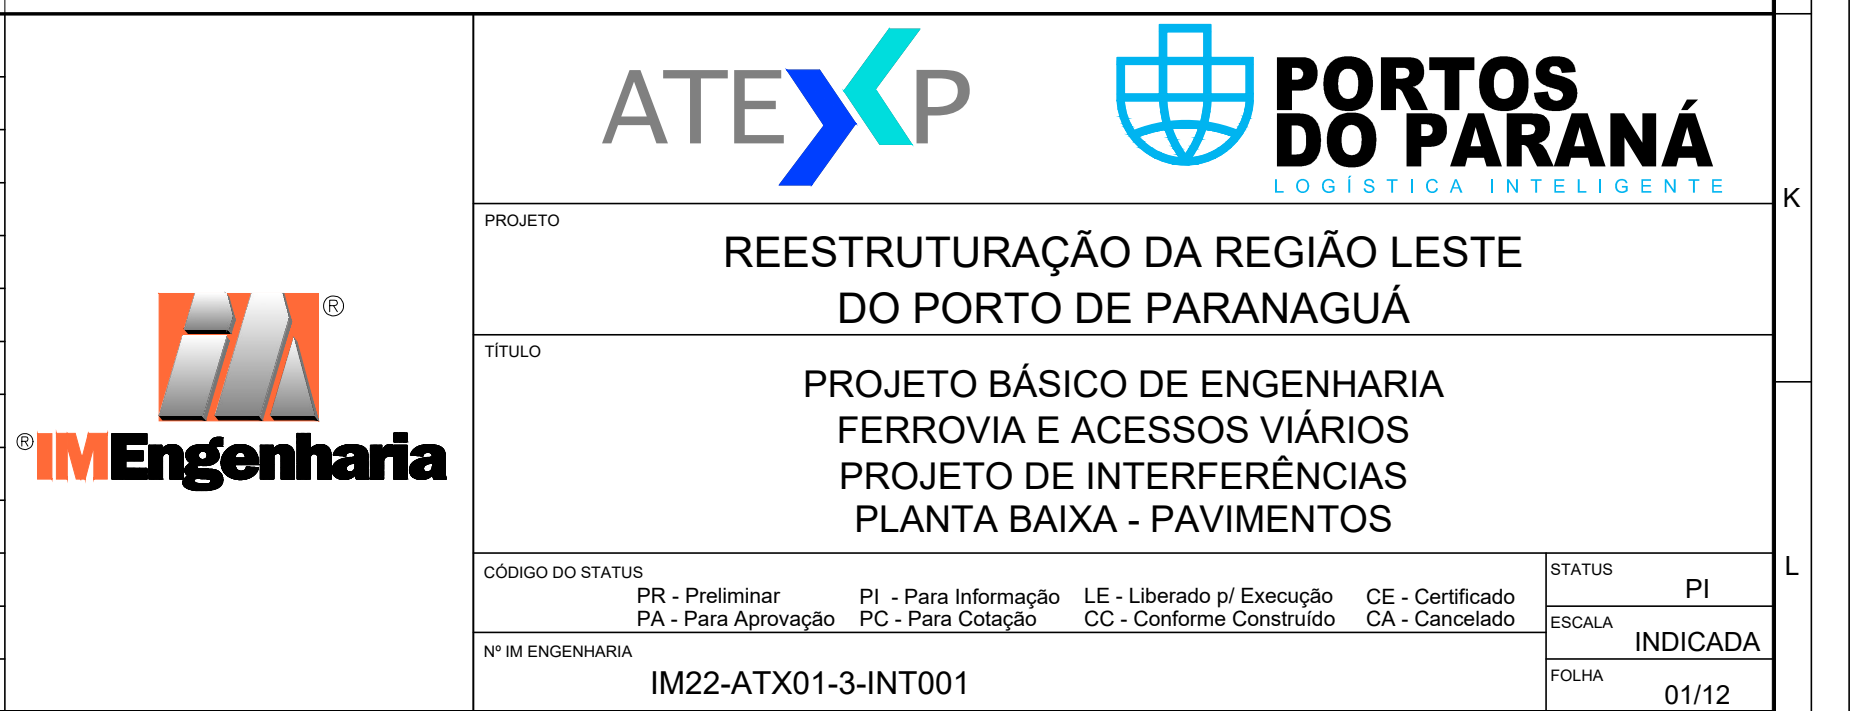 ATEXP
PORTOS
DO PARANÁ
LOGÍSTICA INTELIGENTE
K
PROJETO
REESTRUTURAÇÃO DA REGIÃO LESTE
DO PORTO DE PARANAGUÁ
®
®IMEngenharia
TÍTULO
PROJETO BÁSICO DE ENGENHARIA
FERROVIA E ACESSOS VIÁRIOS
PROJETO DE INTERFERÊNCIAS
PLANTA BAIXA - PAVIMENTOS
CÓDIGO DO STATUS
PR - Preliminar PI - Para Informação LE - Liberado p/ Execução CE - Certificado
PA - Para Aprovação PC - Para Cotação CC - Conforme Construído CA - Cancelado
STATUS
PI
L
ESCALA
INDICADA
Nº IM ENGENHARIA
IM22-ATX01-3-INT001
FOLHA
01/12